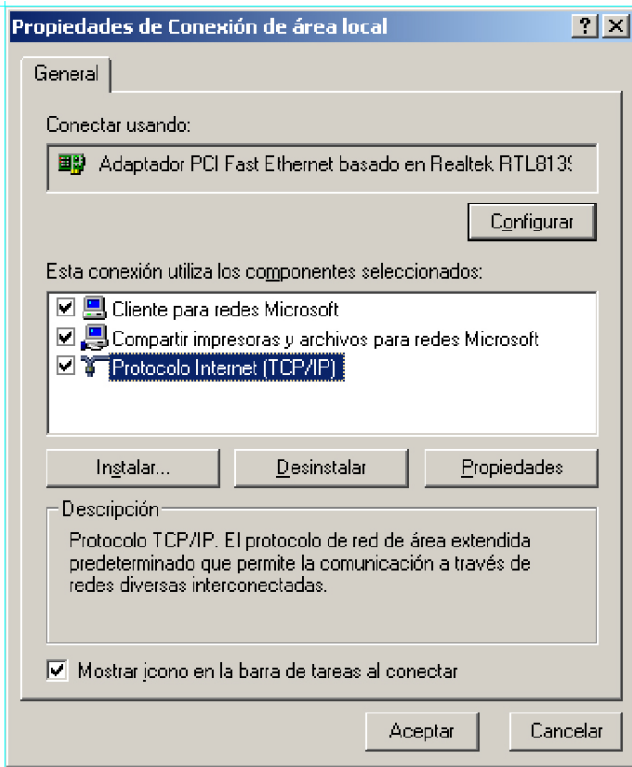 Propiedades de Conexión de área local
General
Conectar usando:
Adaptador PCI Fast Ethernet basado en Realtek RTL8139
Configurar
Esta conexión utiliza los componentes seleccionados:
Cliente para redes Microsoft
Compartir impresoras y archivos para redes Microsoft
Protocolo Internet (TCP/IP)
Instalar...
Desinstalar
Propiedades
Descripción
Protocolo TCP/IP. El protocolo de red de área extendida
predeterminado que permite la comunicación a través de
redes diversas interconectadas.
Mostrar icono en la barra de tareas al conectar
Aceptar
Cancelar